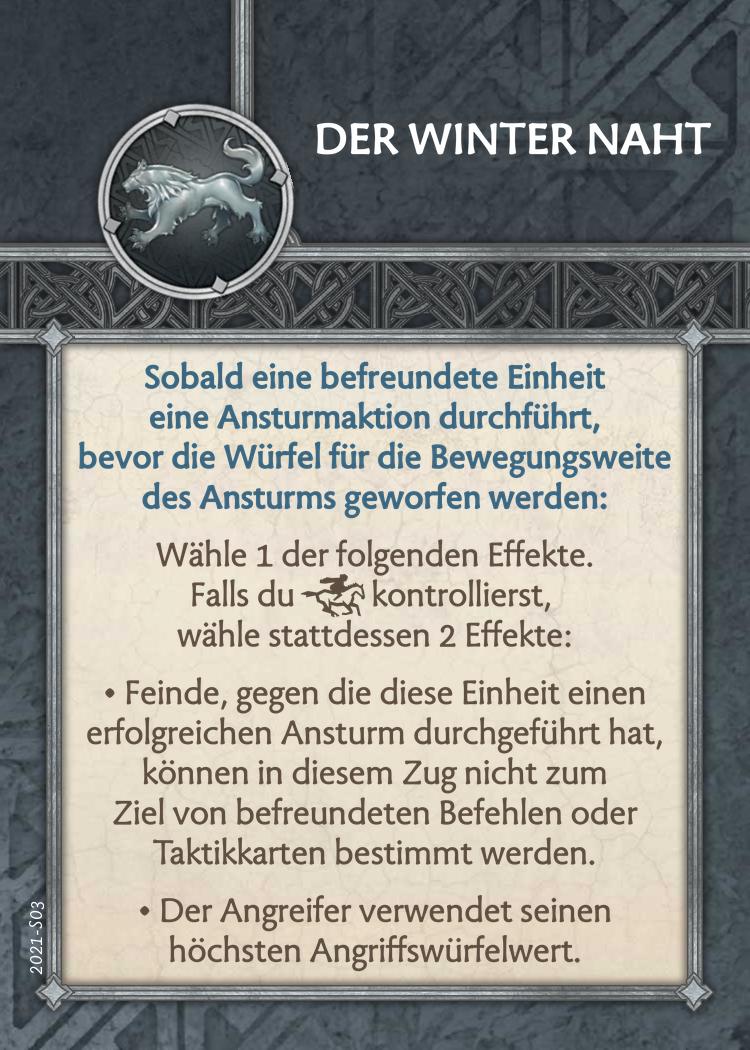 DER WINTER NAHT
Sobald eine befreundete Einheit
eine Ansturmaktion durchführt,
bevor die Würfel für die Bewegungsweite
des Ansturms geworfen werden:
Wähle 1 der folgenden Effekte.
Falls du kontrollierst,
wähle stattdessen 2 Effekte:
• Feinde, gegen die diese Einheit einen
erfolgreichen Ansturm durchgeführt hat,
können in diesem Zug nicht zum
Ziel von befreundeten Befehlen oder
Taktikkarten bestimmt werden.
• Der Angreifer verwendet seinen
höchsten Angriffswürfelwert.
2021-S03